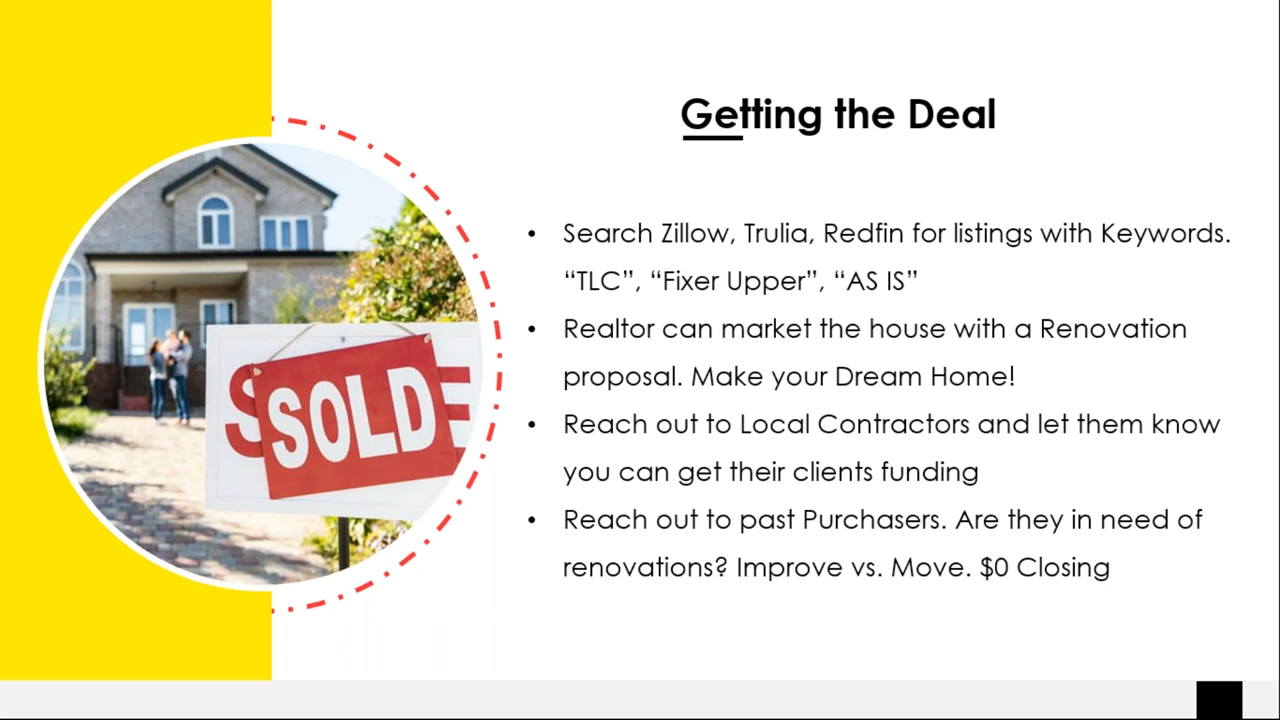 Getting the Deal
• Search Zillow, Trulia, Redfin for listings with Keywords.
“TLC”, “Fixer Upper”, “AS IS”
• Realtor can market the house with a Renovation
proposal. Make your Dream Home!
• Reach out to Local Contractors and let them know
you can get their clients funding
• Reach out to past Purchasers. Are they in need of
renovations? Improve vs. Move. $0 Closing
SOLD